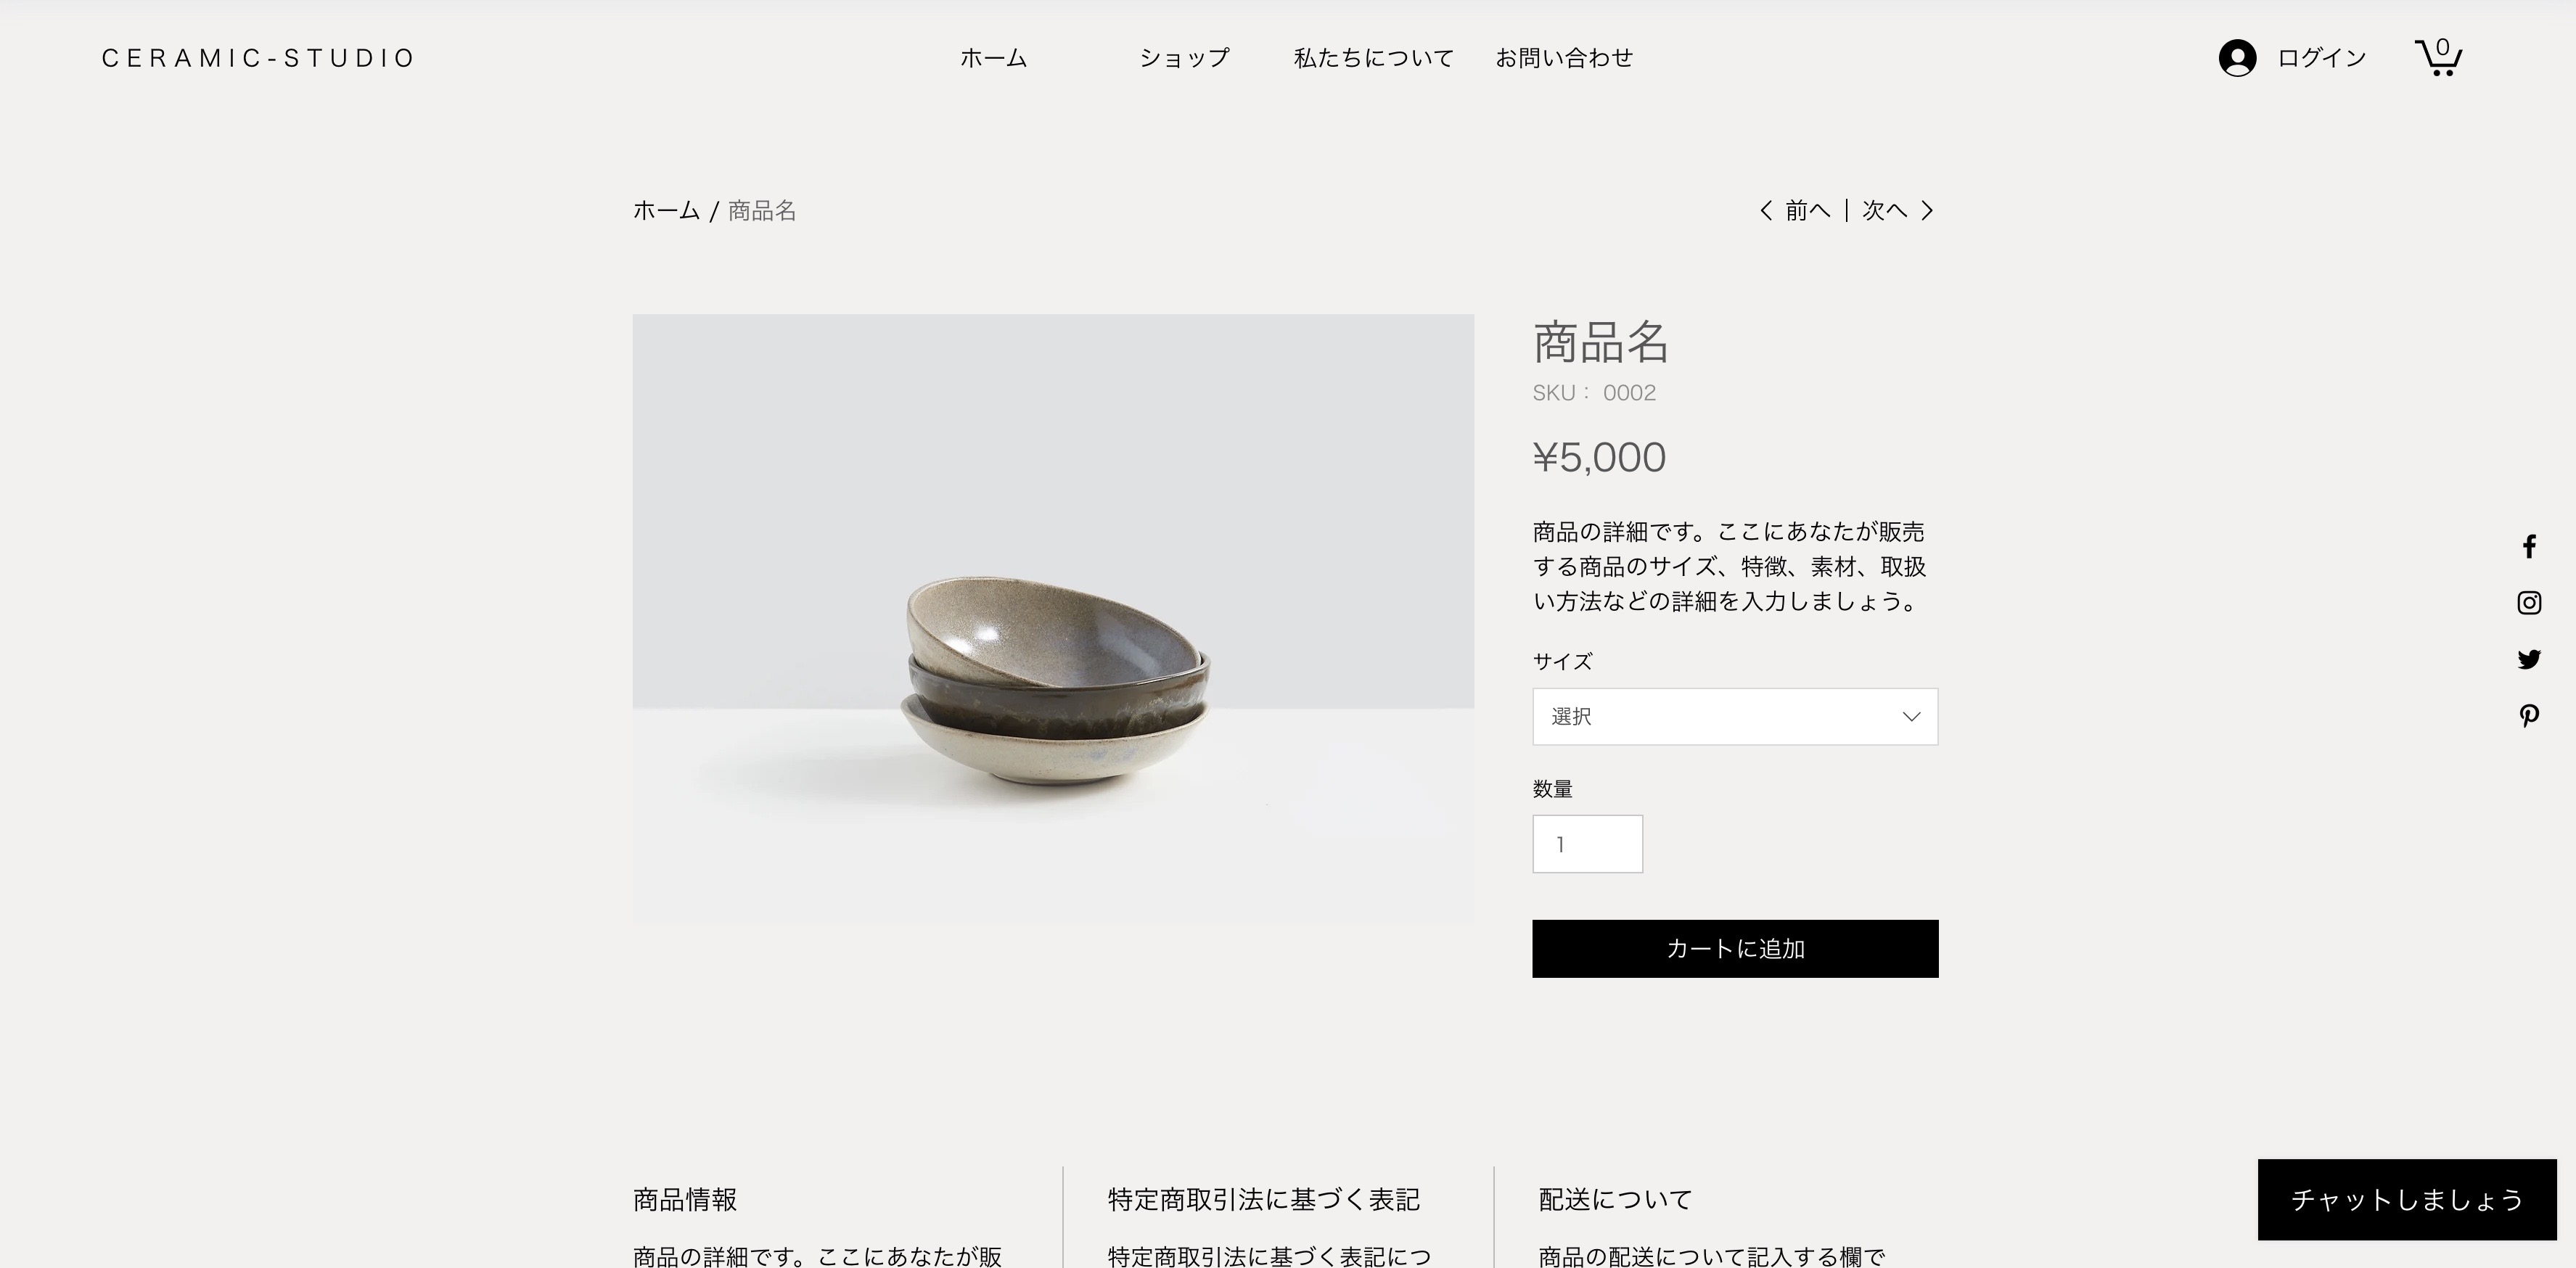 CERAMIC-STUDIO
ホーム
ショップ
私たちについて
お問い合わせ
ログイン
0
ホーム / 商品名
前へ | 次へ
商品名
SKU： 0002
¥5,000
商品の詳細です。ここにあなたが販売
する商品のサイズ、特徴、素材、取扱
い方法などの詳細を入力しましょう。
サイズ
選択
数量
1
カートに追加
商品情報
商品の詳細です。ここにあなたが販
特定商取引法に基づく表記
特定商取引法に基づく表記につ
配送について
商品の配送について記入する欄で
チャットしましょう